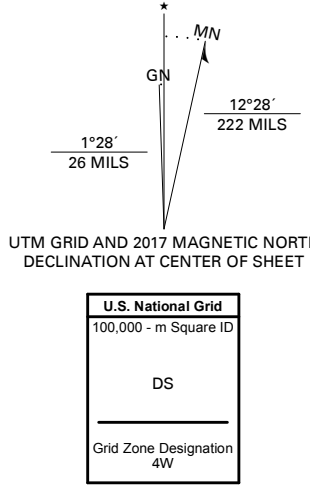 ★
MN
GN
12°28´
222 MILS
1°28´
26 MILS
UTM GRID AND 2017 MAGNETIC NORTH
DECLINATION AT CENTER OF SHEET
U.S. National Grid
100,000 - m Square ID
DS
Grid Zone Designation
4W